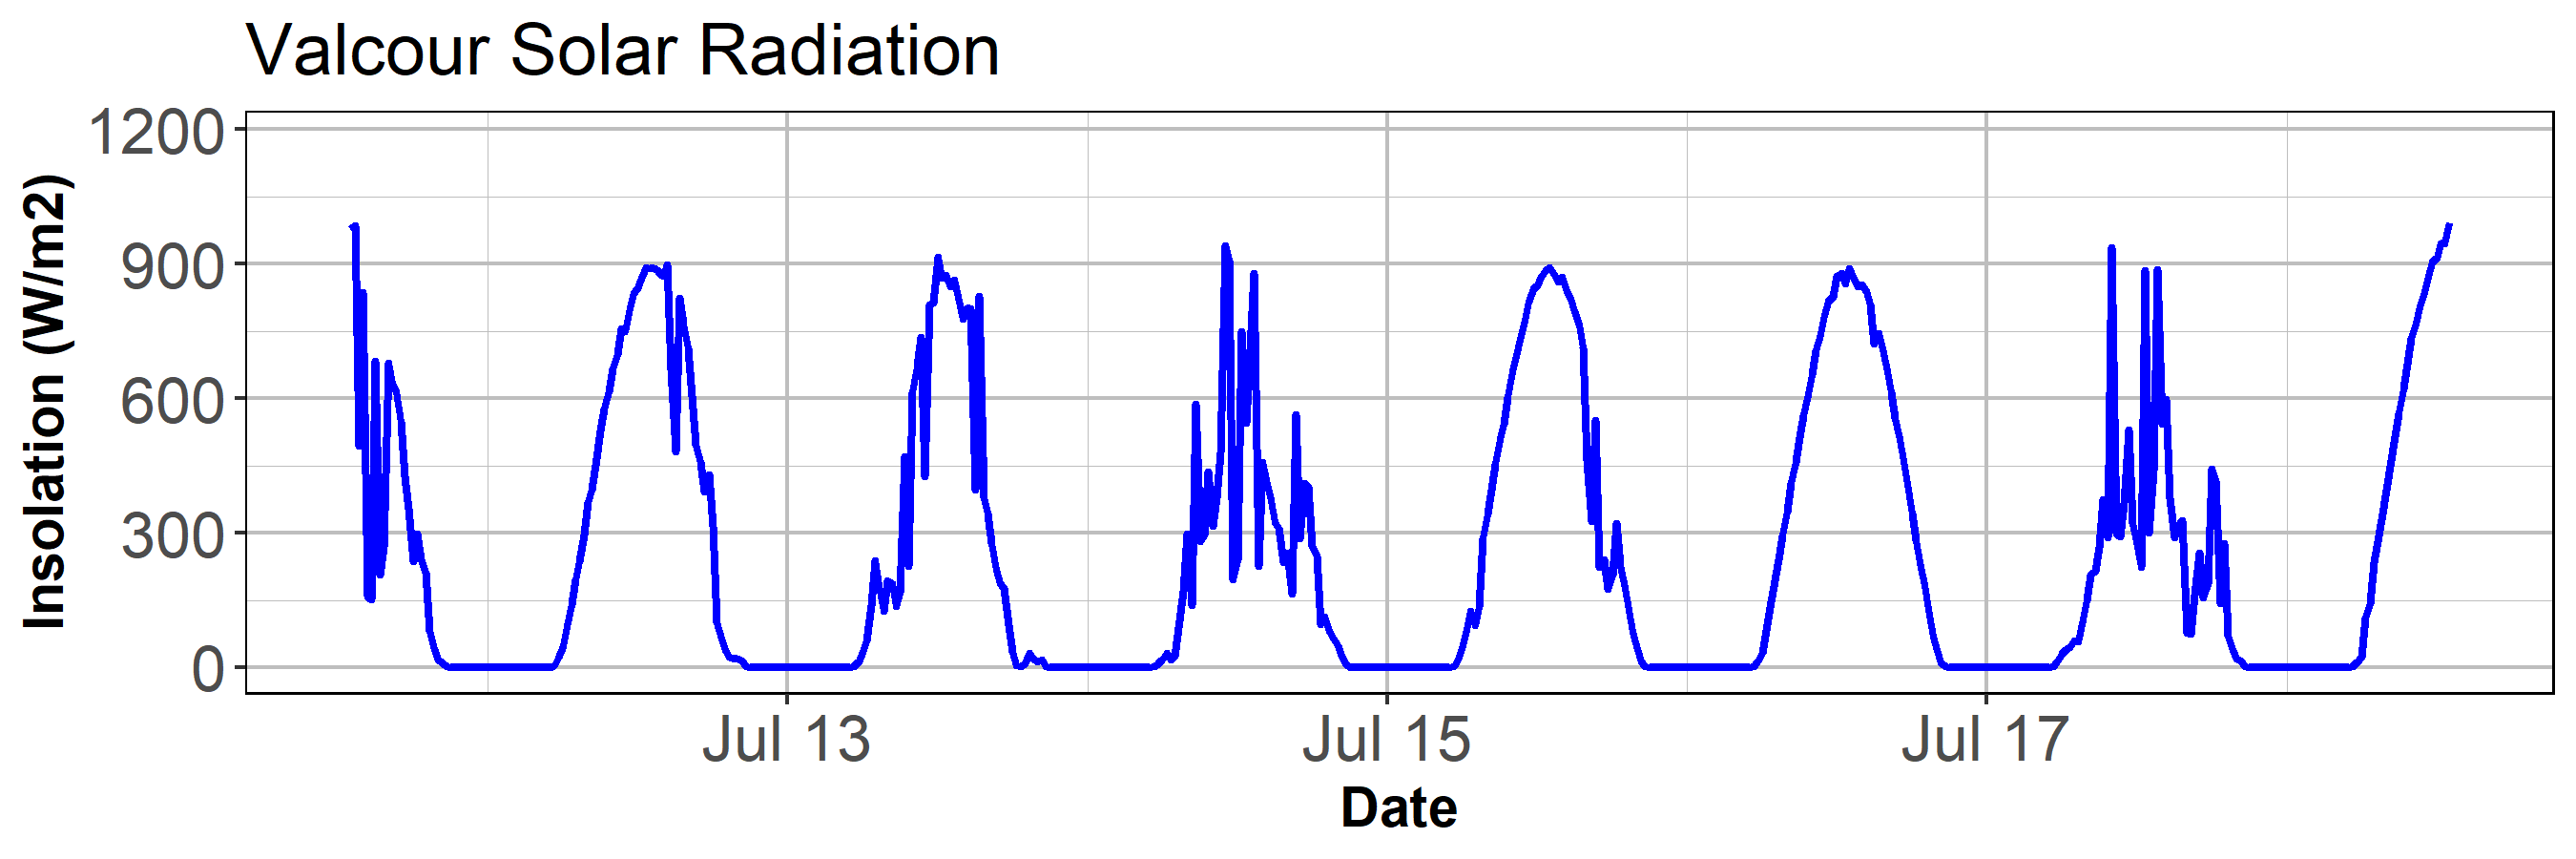 Valcour Solar Radiation
1200
900
600
300
0
Insolation (W/m2)
Jul 13 Jul 15 Jul 17
Date